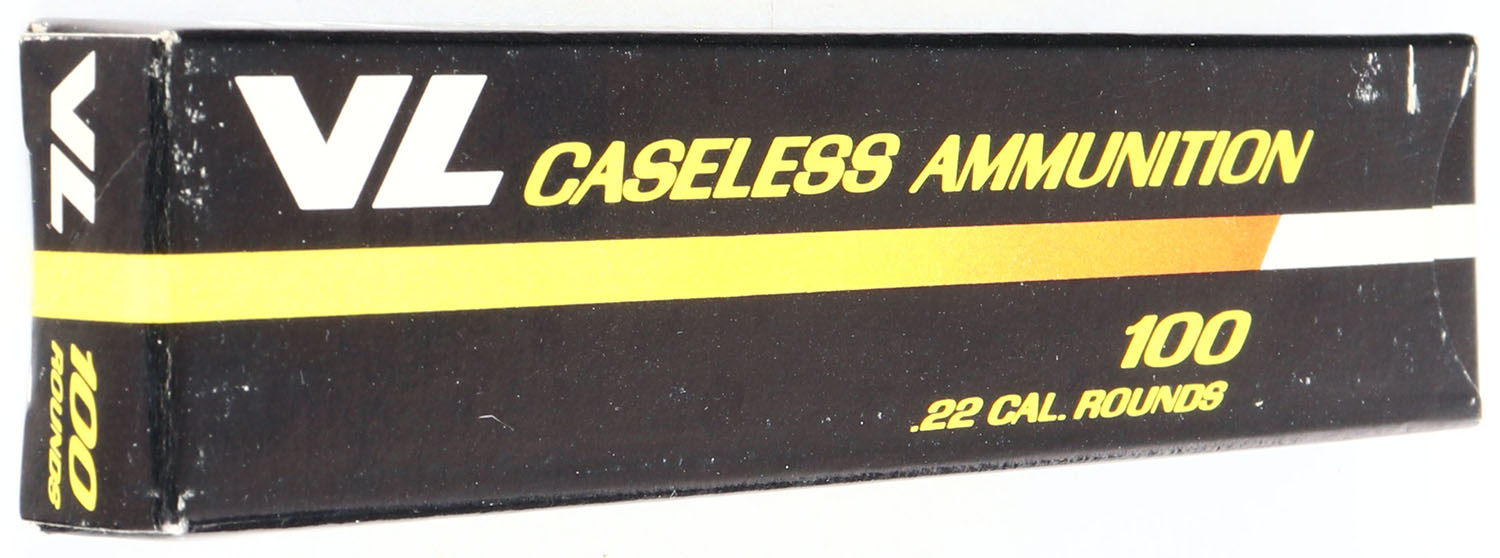 VL
100
ROUNDS
VL CASELESS AMMUNITION
100
.22 CAL. ROUNDS